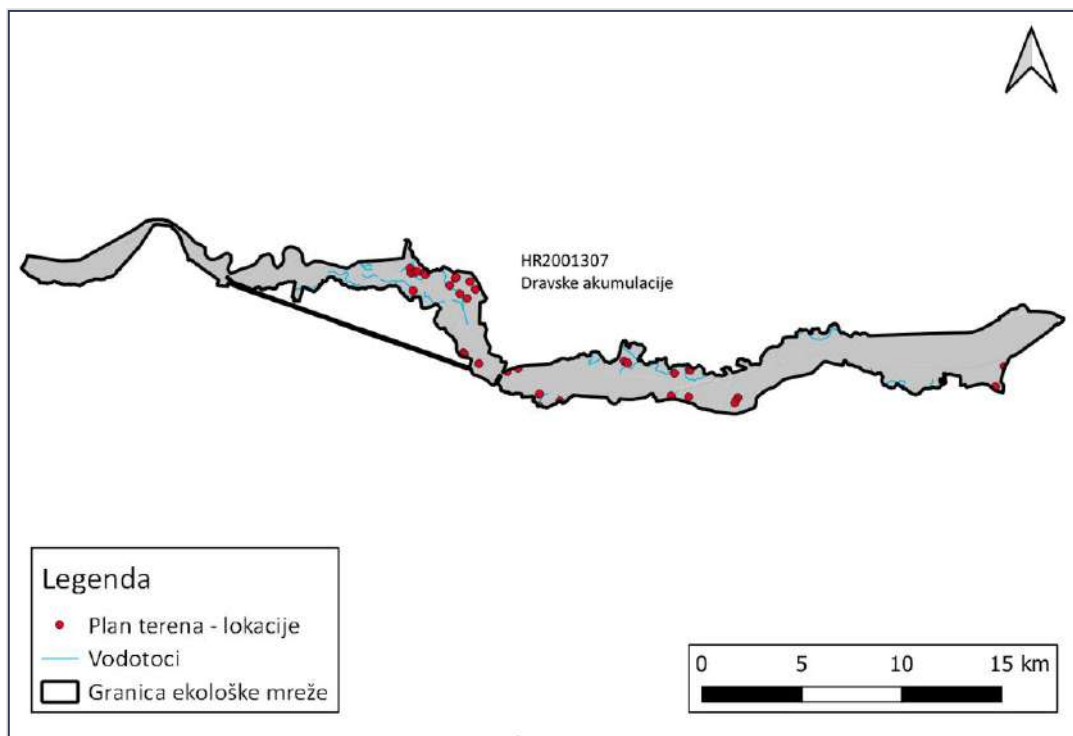 HR2001307
Dravske akumulacije
Legenda
Plan terena - lokacije
Vodotoci
Granica ekološke mreže
0 5 10 15 km